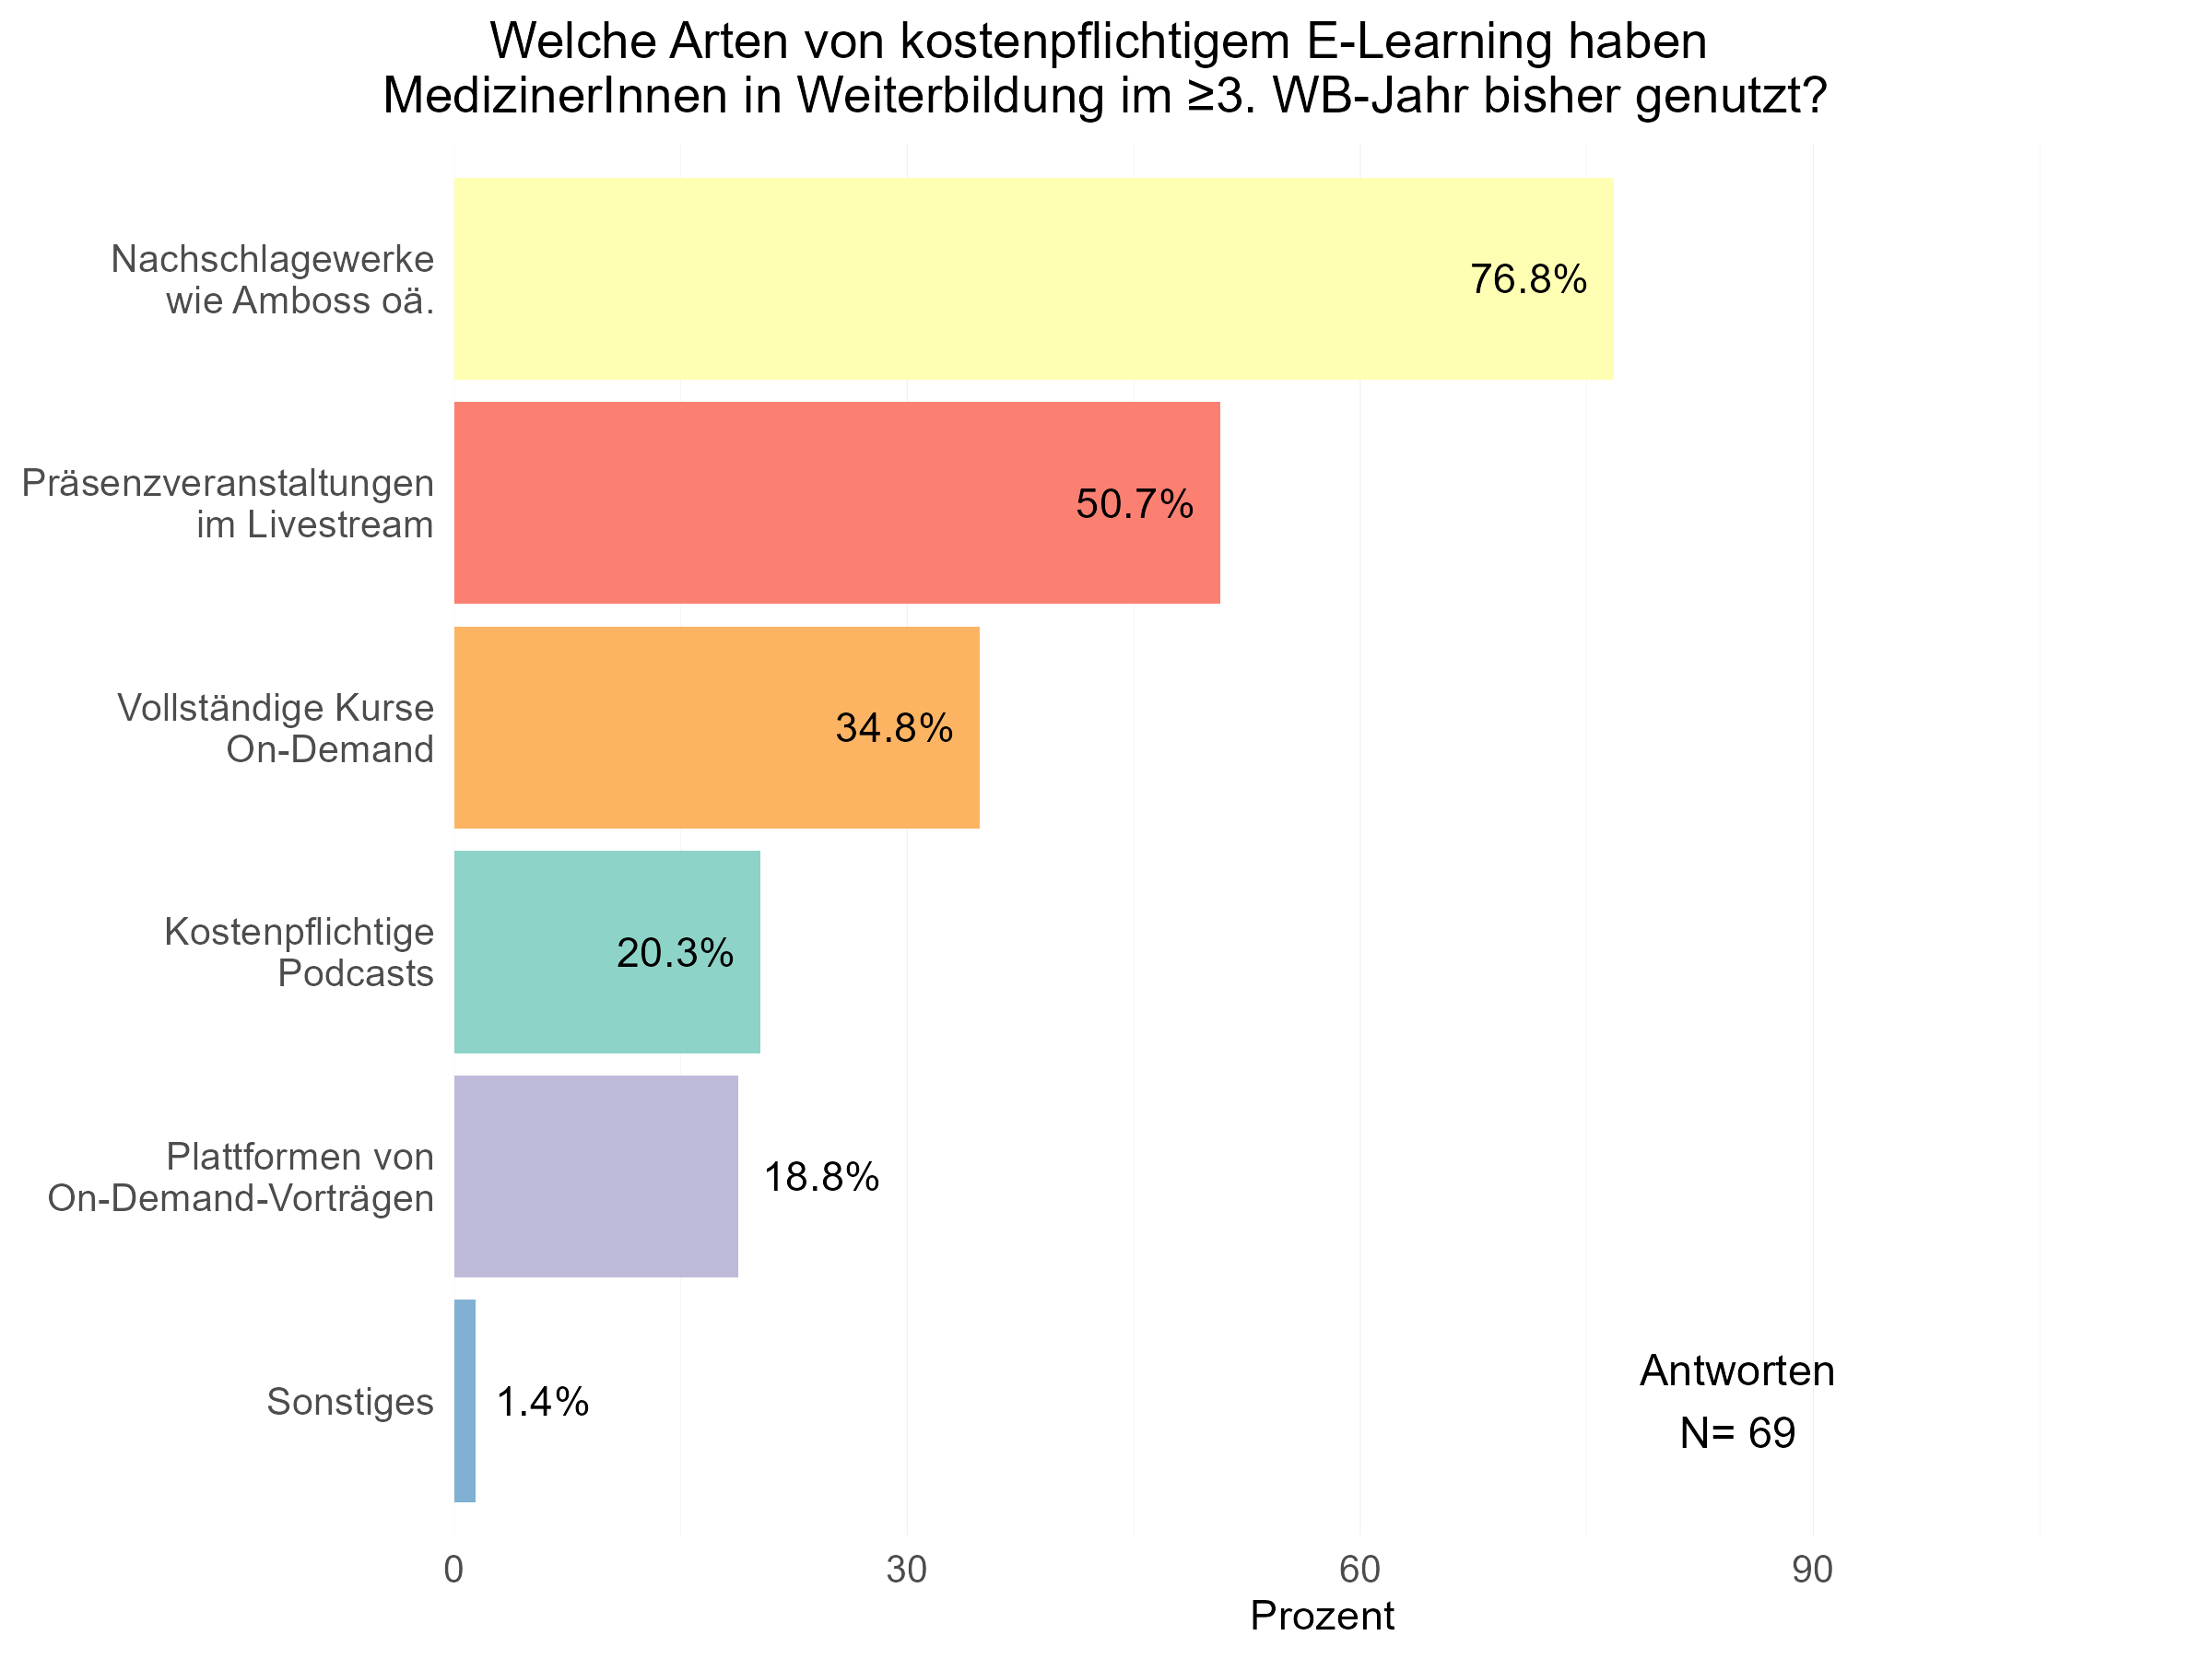 Welche Arten von kostenpflichtigem E-Learning haben
MedizinerInnen in Weiterbildung im ≥3. WB-Jahr bisher genutzt?
Nachschlagewerke
wie Amboss oä.
76.8%
Präsenzveranstaltungen
im Livestream
50.7%
Vollständige Kurse
On-Demand
34.8%
Kostenpflichtige
Podcasts
20.3%
Plattformen von
On-Demand-Vorträgen
18.8%
Sonstiges
1.4%
Antworten
N= 69
0 30 60 90
Prozent